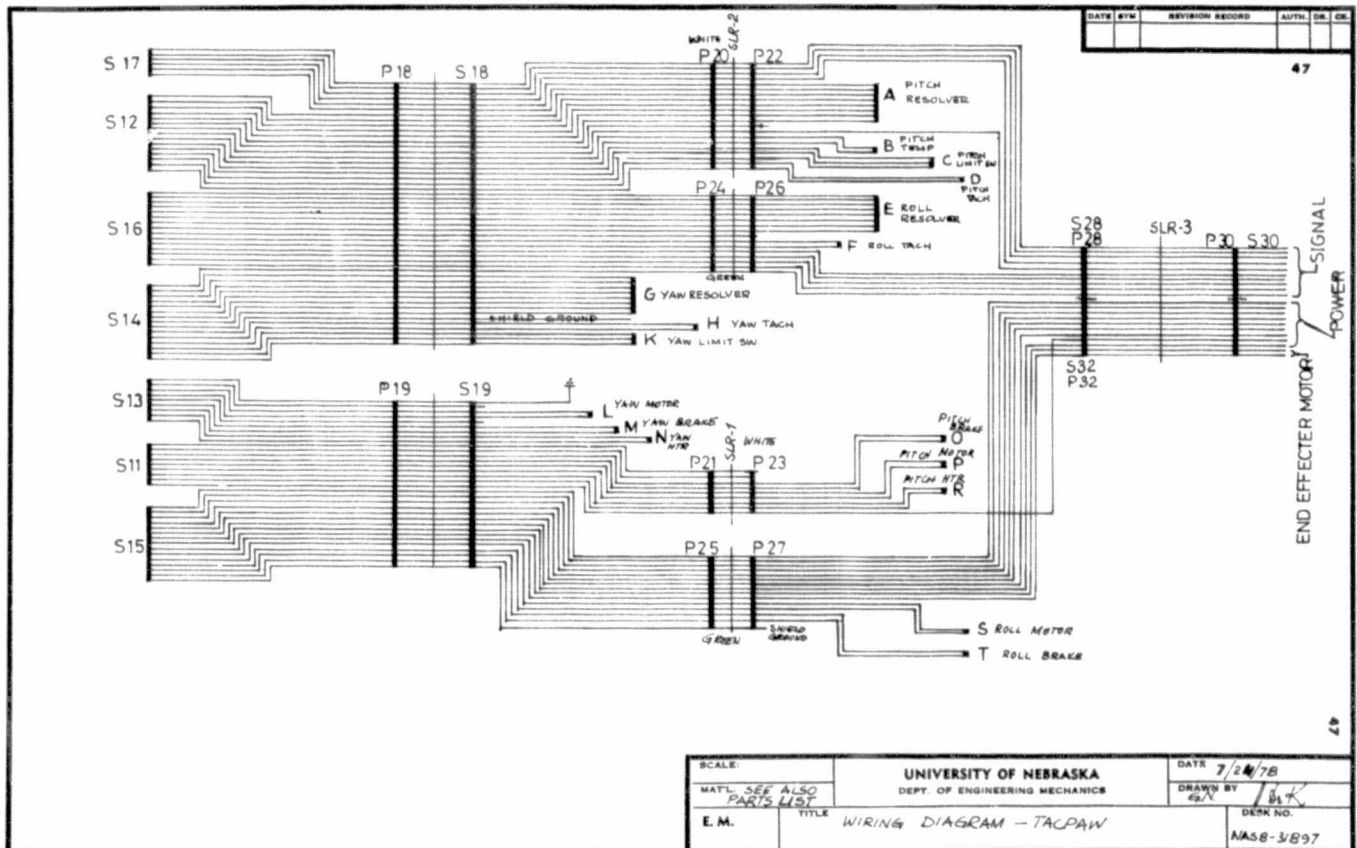 DATE SYM REVISION RECORD AUTH. DR. CK.
47
S 17
S12
S16
S14
S13
S11
S15
P18
S 18
WHITE
P20
SLR-2
P22
A PITCH
RESOLVER
B PITCH
TEMP
C PITCH
LIMIT SW
D
PITCH
TACH
P24
P26
E ROLL
RESOLVER
F ROLL TACH
GREEN
G YAW RESOLVER
SHIELD GROUND
H YAW TACH
K YAW LIMIT SW.
S28
P28
SLR-3
P30
S30
SIGNAL
POWER
END EFFECTER MOTOR
S32
P32
P19
S19
L YAW MOTOR
M YAW BRAKE
N YAW
HTR
SLR-1
WHITE
P21
P23
PITCH
BRAKE
O
PITCH MOTOR
P
PITCH HTR
R
P25
P27
GREEN
SHIELD
GROUND
S ROLL MOTOR
T ROLL BRAKE
47
SCALE:
UNIVERSITY OF NEBRASKA
DEPT. OF ENGINEERING MECHANICS
DATE
MAT'L. SEE ALSO
PARTS LIST
DRAWN BY
E. M.
TITLE
WIRING DIAGRAM - TACPAW
DESK NO.
NAS8-31897